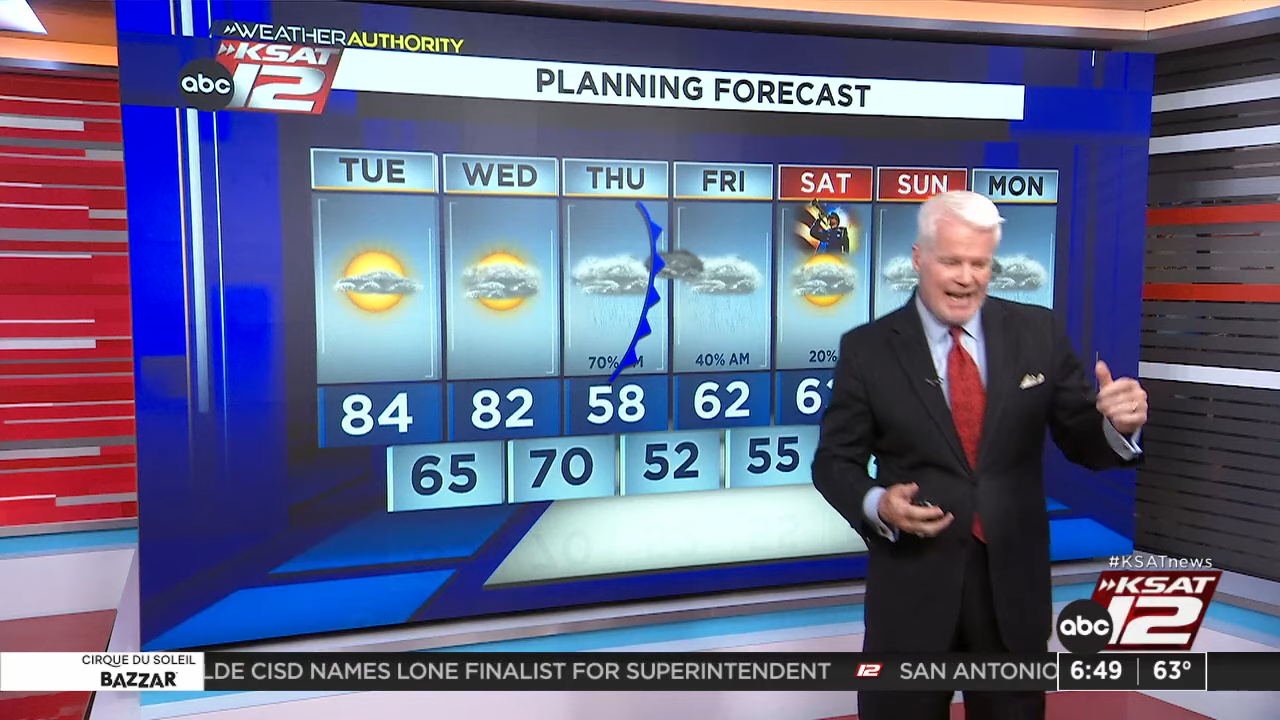 »WEATHERAUTHORITY
»KSAT
abc 12
PLANNING FORECAST
TUE WED THU FRI SAT SUN MON
70% 40% AM 20%
84 82 58 62
65 70 52 55
#KSATnews
»KSAT
abc 12
CIRQUE DU SOLEIL
BAZZAR
LDE CISD NAMES LONE FINALIST FOR SUPERINTENDENT 12 SAN ANTONIO 6:49 63°